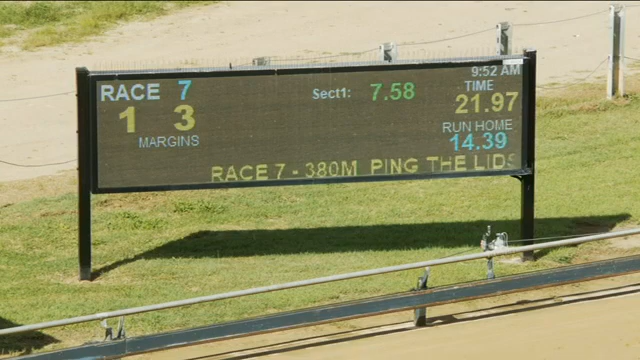 9:52 AM
RACE 7 Sect1: 7.58 TIME
1 3 21.97
MARGINS RUN HOME
14.39
RACE 7 - 380M PING THE LIDS